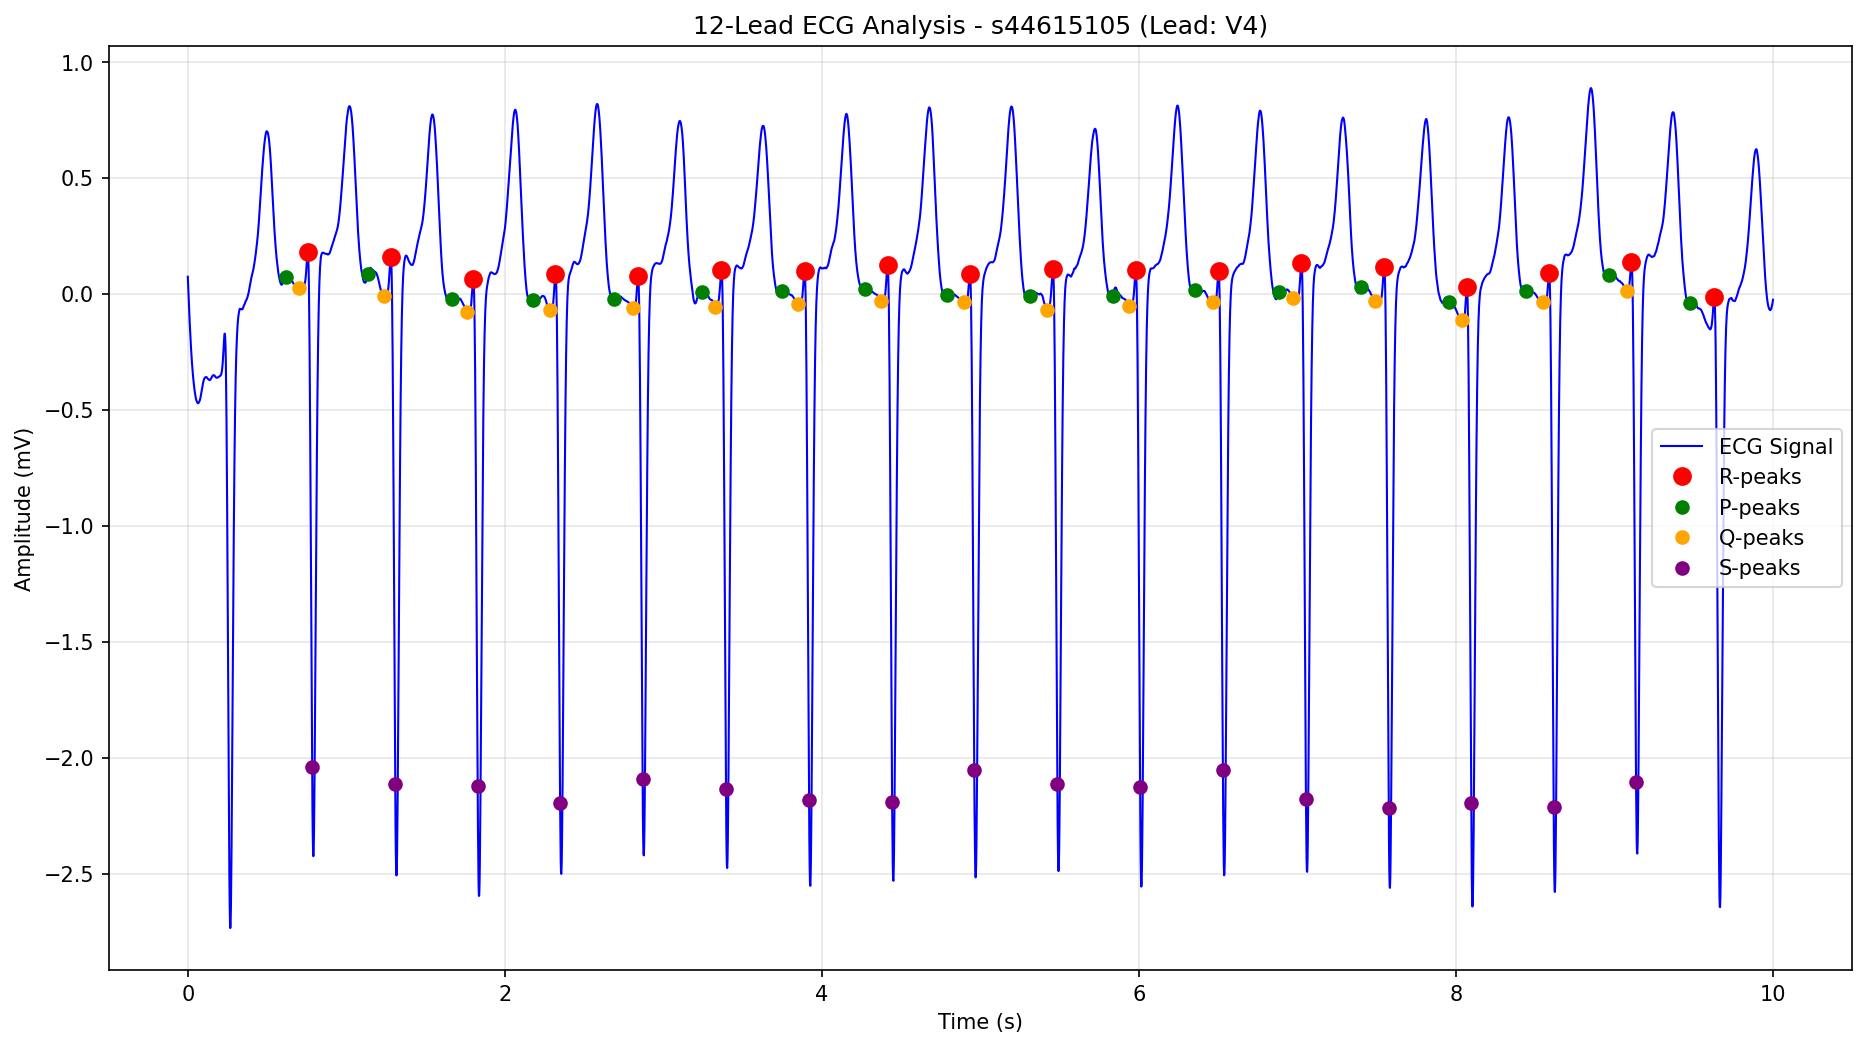 12-Lead ECG Analysis - s44615105 (Lead: V4)
1.0
0.5
0.0
−0.5
−1.0
−1.5
−2.0
−2.5
Amplitude (mV)
ECG Signal
R-peaks
P-peaks
Q-peaks
S-peaks
0 2 4 6 8 10
Time (s)